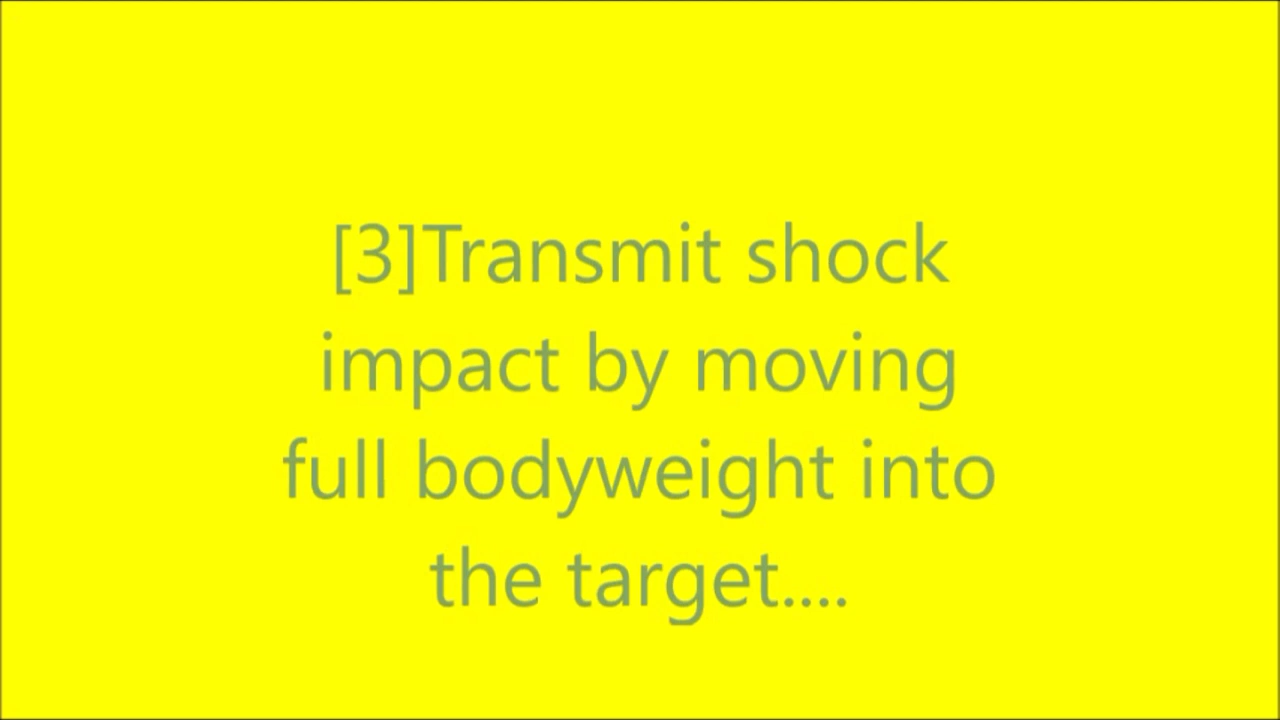 [3]Transmit shock
impact by moving
full bodyweight into
the target....